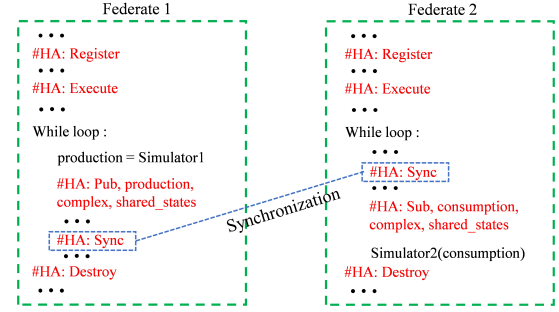 Federate 1
• • •
#HA: Register
• • •
#HA: Execute
• • •
While loop :
production = Simulator1
#HA: Pub, production,
complex, shared_states
• • •
#HA: Sync
• • •
#HA: Destroy
• • •
Synchronization
Federate 2
• • •
#HA: Register
• • •
#HA: Execute
• • •
While loop :
• • •
#HA: Sync
• • •
#HA: Sub, consumption,
complex, shared_states
Simulator2(consumption)
#HA: Destroy
• • •